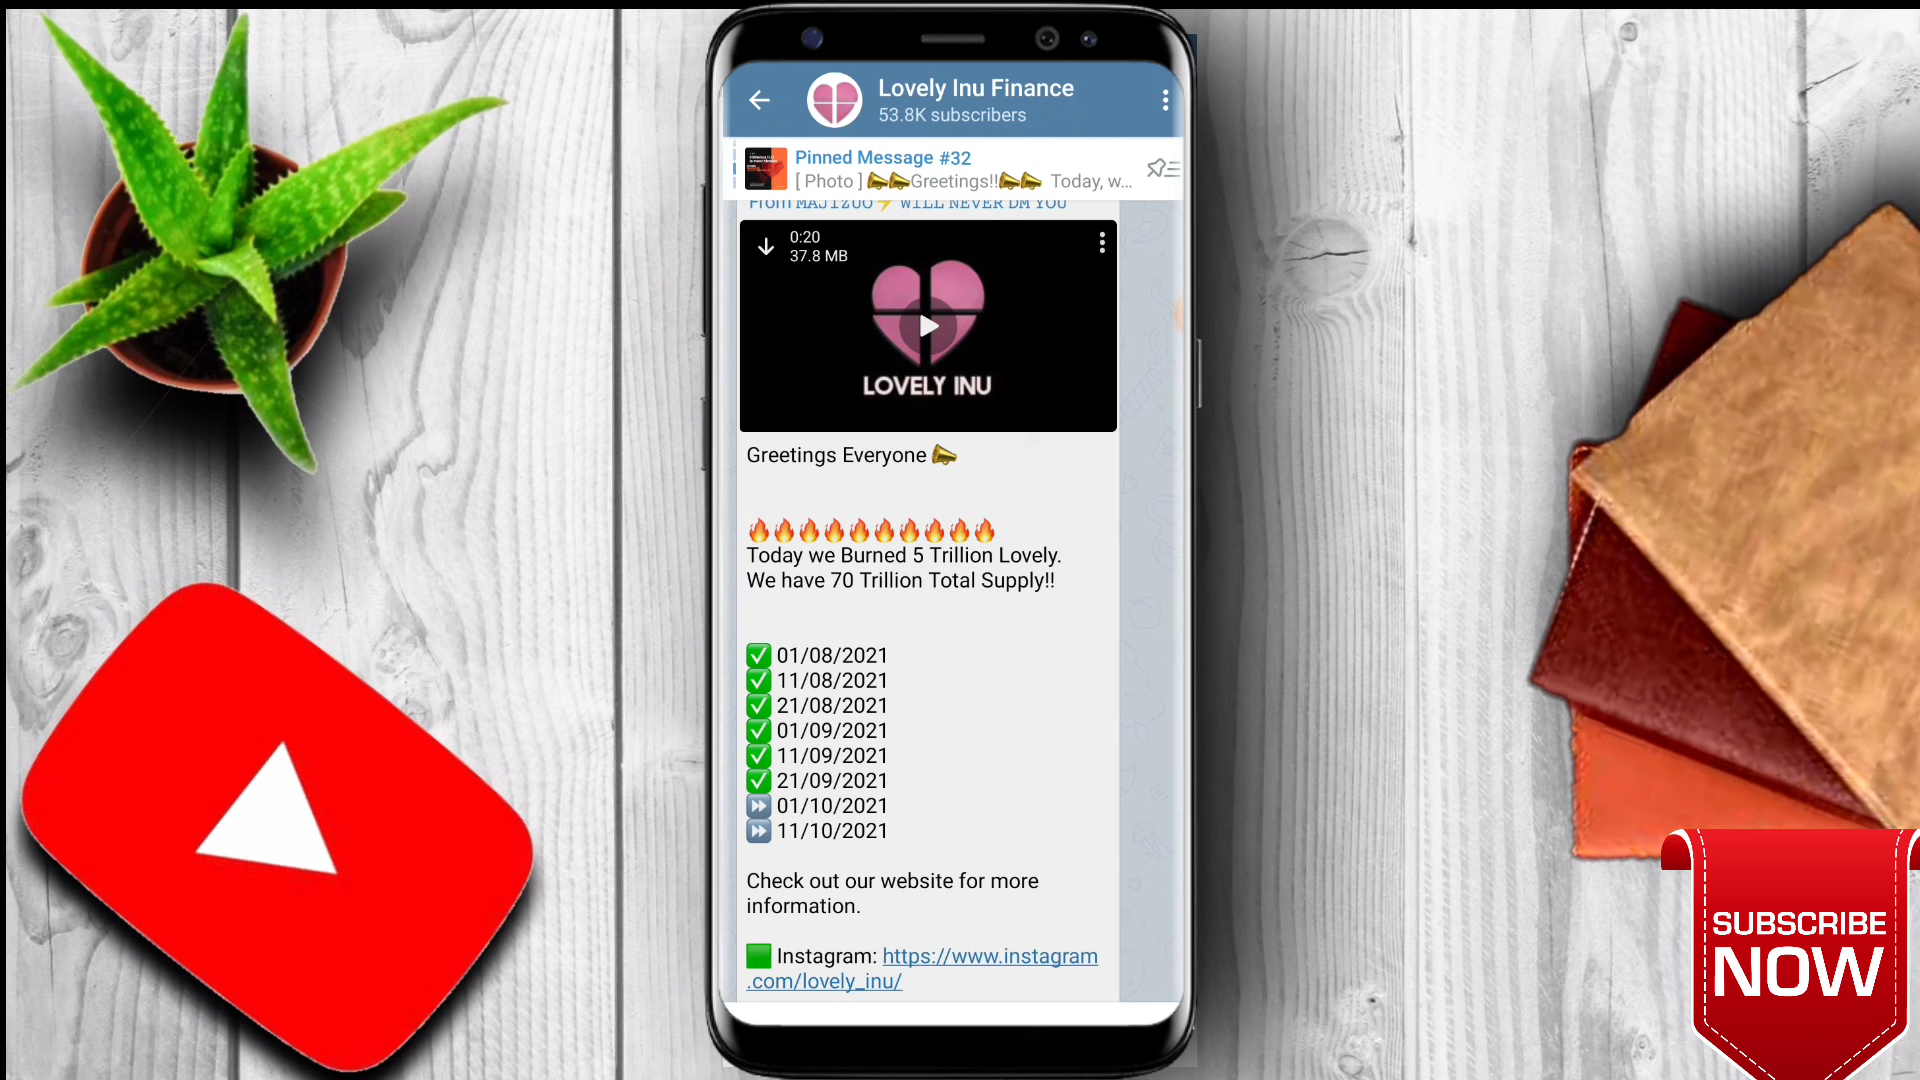 Lovely Inu Finance
53.8K subscribers
Pinned Message #32
[ Photo ] 📣📣Greetings!!📣📣 Today, w...
From MAJIZUO⚡ WILL NEVER DM YOU
0:20
37.8 MB
LOVELY INU
Greetings Everyone 📣
🔥🔥🔥🔥🔥🔥🔥🔥🔥🔥
Today we Burned 5 Trillion Lovely.
We have 70 Trillion Total Supply!!
✅ 01/08/2021
✅ 11/08/2021
✅ 21/08/2021
✅ 01/09/2021
✅ 11/09/2021
✅ 21/09/2021
⏩ 01/10/2021
⏩ 11/10/2021
Check out our website for more
information.
🟩 Instagram: https://www.instagram
.com/lovely_inu/
SUBSCRIBE
NOW